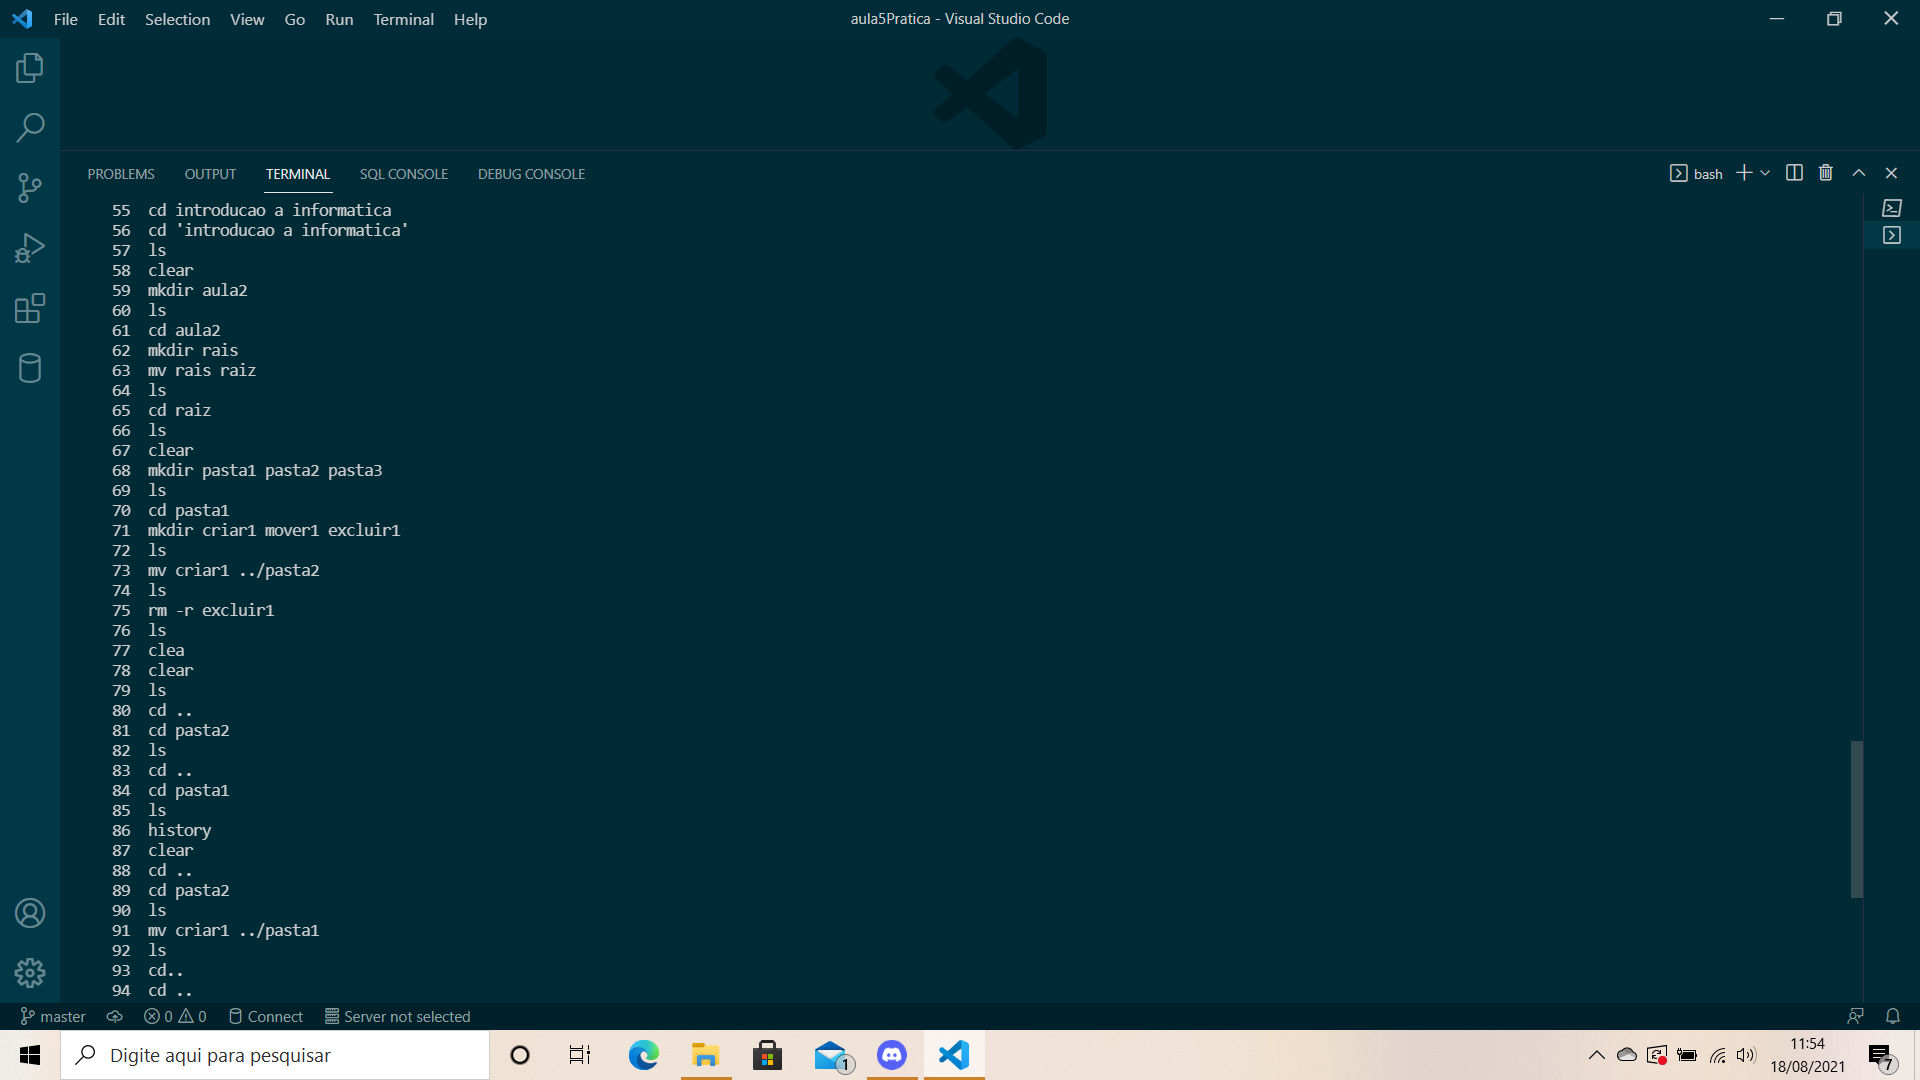 File Edit Selection View Go Run Terminal Help
aula5Pratica - Visual Studio Code
PROBLEMS OUTPUT TERMINAL SQL CONSOLE DEBUG CONSOLE
bash
55 cd introducao a informatica
56 cd 'introducao a informatica'
57 ls
58 clear
59 mkdir aula2
60 ls
61 cd aula2
62 mkdir rais
63 mv rais raiz
64 ls
65 cd raiz
66 ls
67 clear
68 mkdir pasta1 pasta2 pasta3
69 ls
70 cd pasta1
71 mkdir criar1 mover1 excluir1
72 ls
73 mv criar1 ../pasta2
74 ls
75 rm -r excluir1
76 ls
77 clea
78 clear
79 ls
80 cd ..
81 cd pasta2
82 ls
83 cd ..
84 cd pasta1
85 ls
86 history
87 clear
88 cd ..
89 cd pasta2
90 ls
91 mv criar1 ../pasta1
92 ls
93 cd..
94 cd ..
master 0 0 Connect Server not selected
Digite aqui para pesquisar
1
11:54
18/08/2021
7